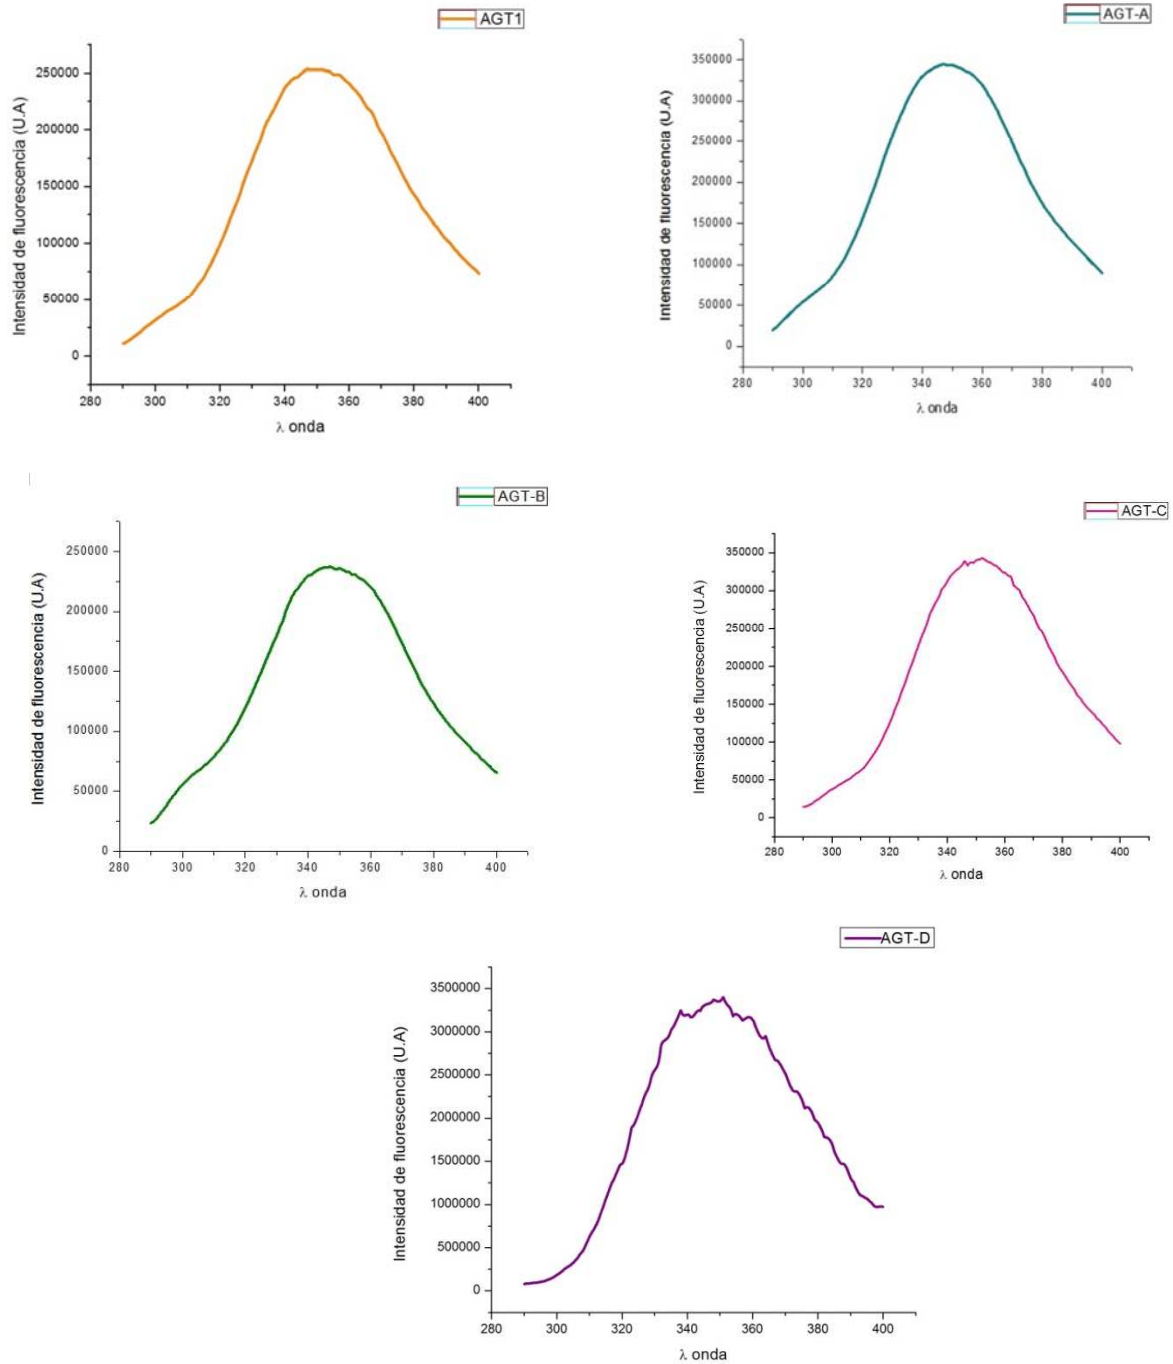 AGT1
Intensidad de fluorescencia (U.A)
250000
200000
150000
100000
50000
0
280 300 320 340 360 380 400
λ onda
AGT-A
Intensidad de fluorescencia (U.A)
350000
300000
250000
200000
150000
100000
50000
0
280 300 320 340 360 380 400
λ onda
AGT-B
Intensidad de fluorescencia (U.A)
250000
200000
150000
100000
50000
0
280 300 320 340 360 380 400
λ onda
AGT-C
Intensidad de fluorescencia (U.A)
350000
300000
250000
200000
150000
100000
50000
0
280 300 320 340 360 380 400
λ onda
AGT-D
Intensidad de fluorescencia (U.A)
3500000
3000000
2500000
2000000
1500000
1000000
500000
0
280 300 320 340 360 380 400
λ onda